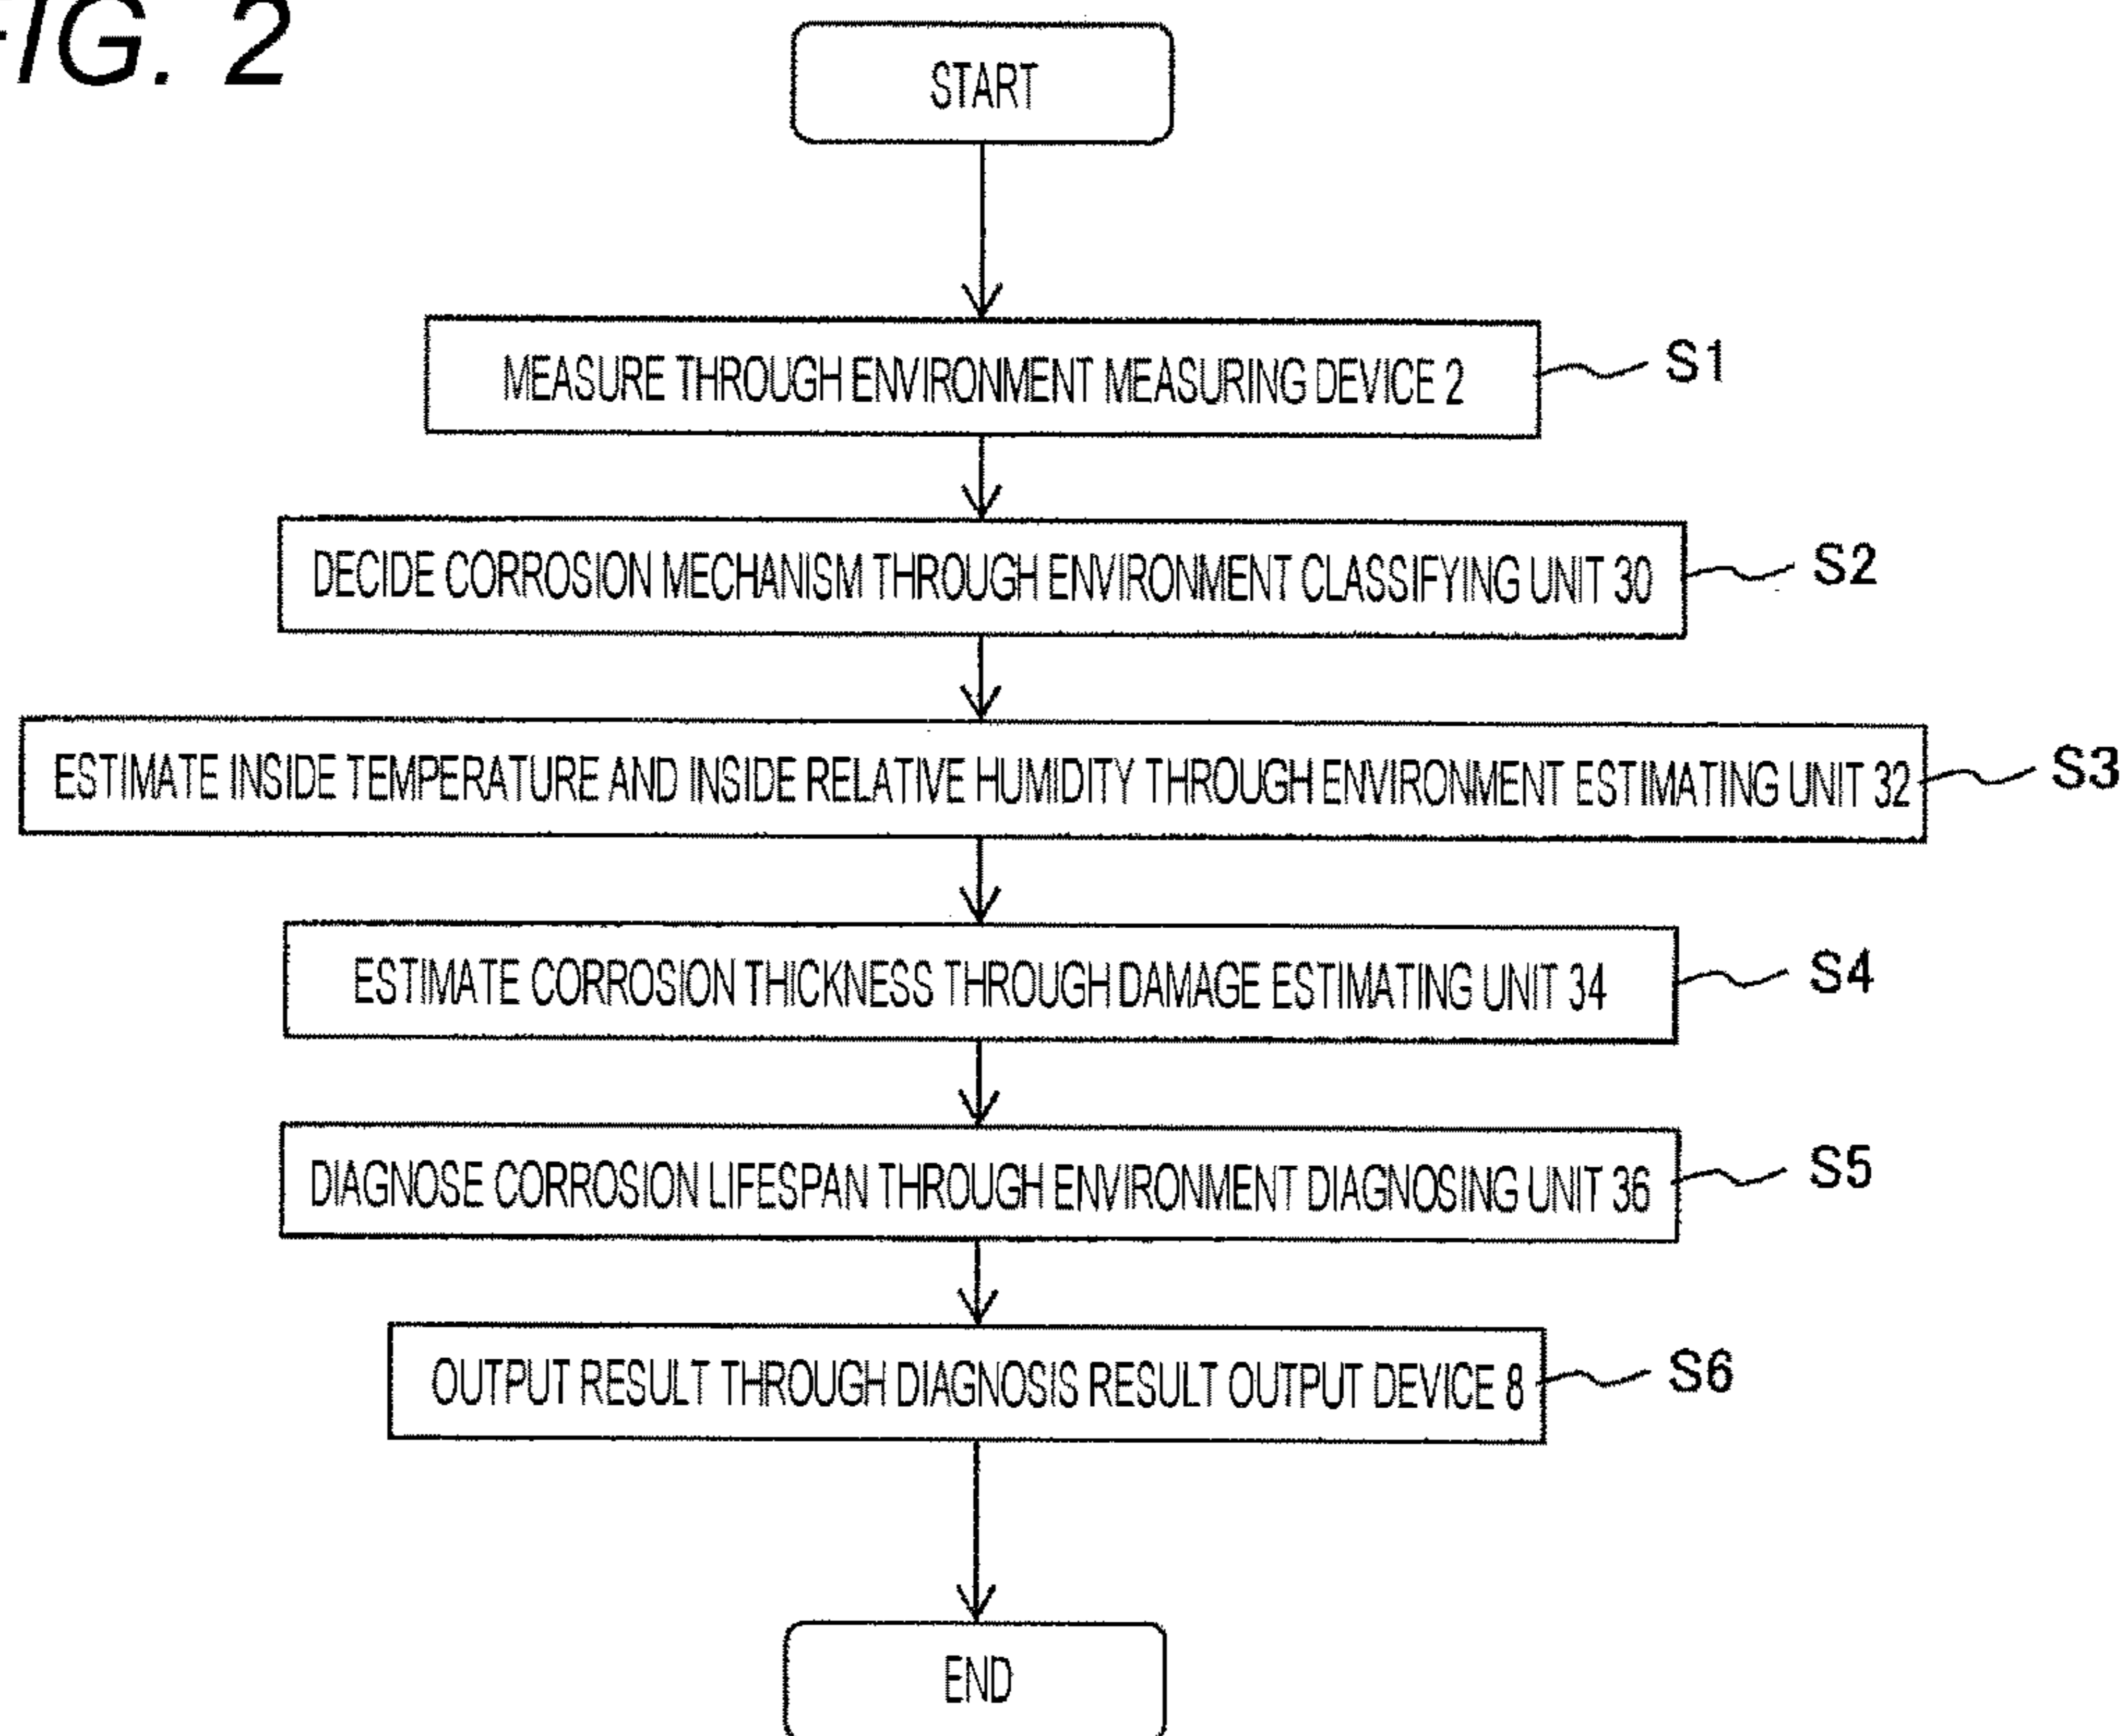 FIG. 2
START
MEASURE THROUGH ENVIRONMENT MEASURING DEVICE 2
S1
DECIDE CORROSION MECHANISM THROUGH ENVIRONMENT CLASSIFYING UNIT 30
S2
ESTIMATE INSIDE TEMPERATURE AND INSIDE RELATIVE HUMIDITY THROUGH ENVIRONMENT ESTIMATING UNIT 32
S3
ESTIMATE CORROSION THICKNESS THROUGH DAMAGE ESTIMATING UNIT 34
S4
DIAGNOSE CORROSION LIFESPAN THROUGH ENVIRONMENT DIAGNOSING UNIT 36
S5
OUTPUT RESULT THROUGH DIAGNOSIS RESULT OUTPUT DEVICE 8
S6
END